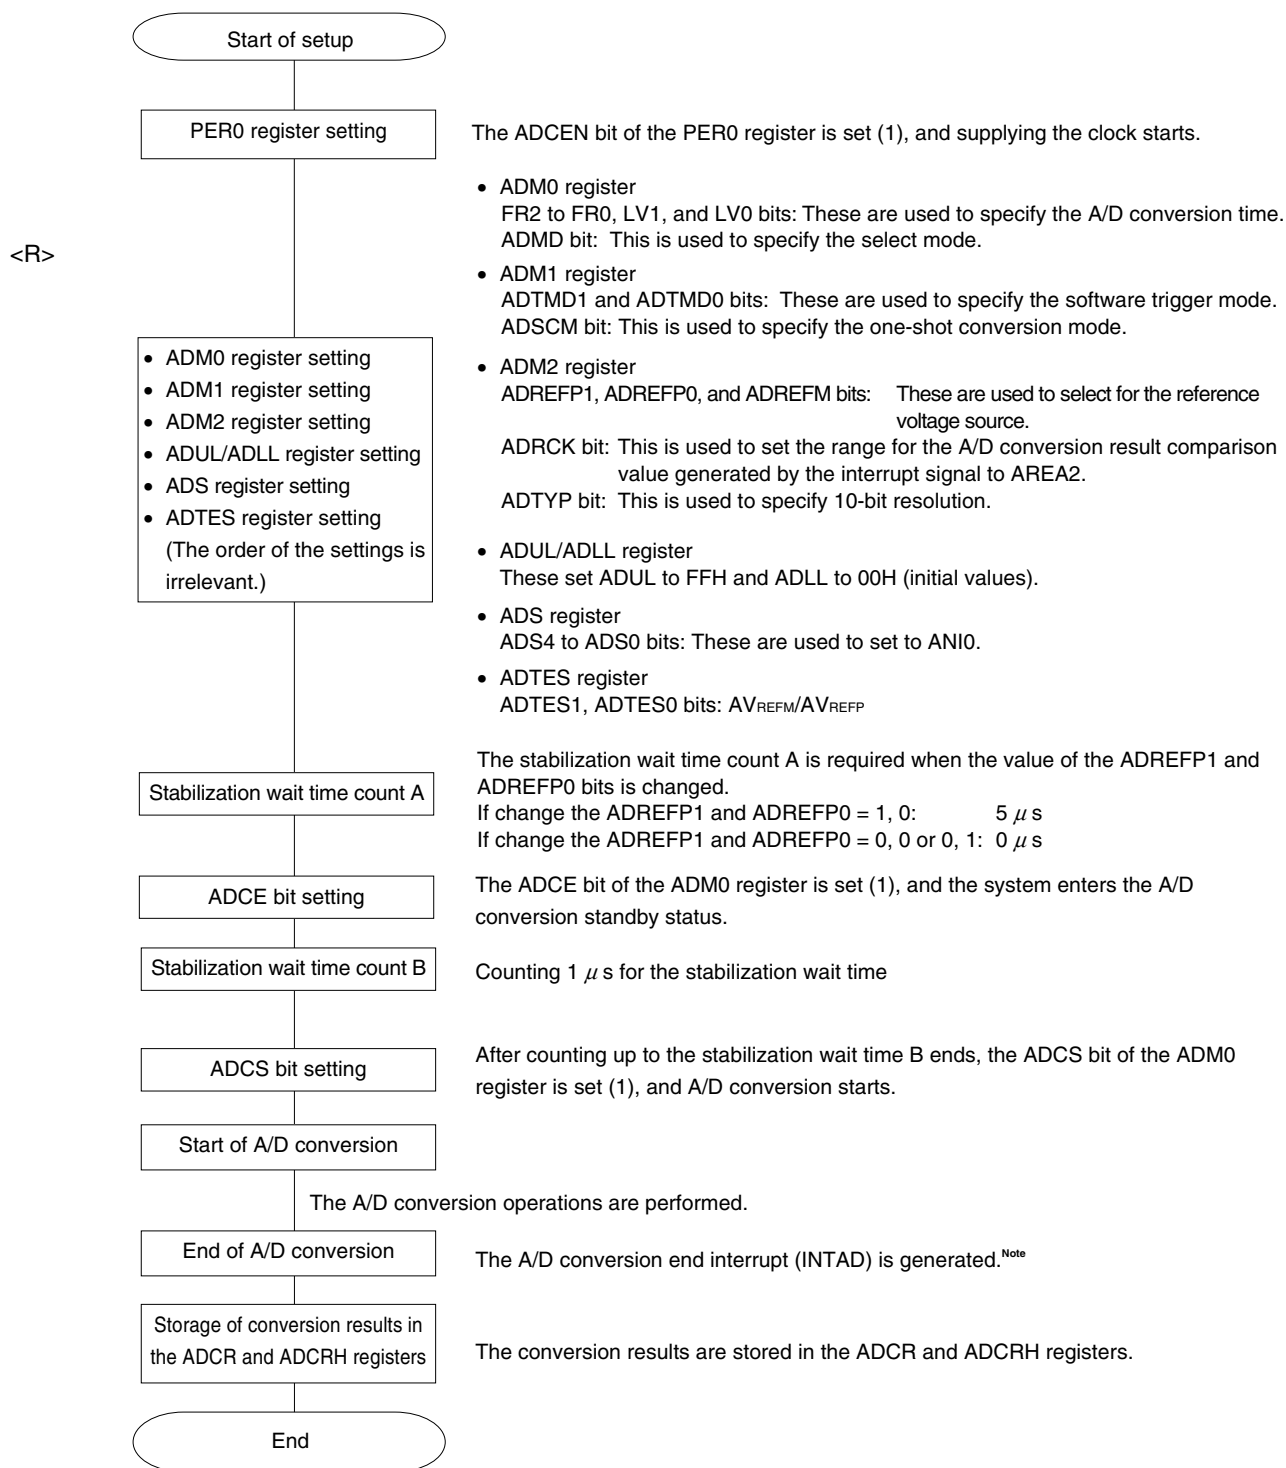 Start of setup
PER0 register setting
The ADCEN bit of the PER0 register is set (1), and supplying the clock starts.
<R>
• ADM0 register
FR2 to FR0, LV1, and LV0 bits: These are used to specify the A/D conversion time.
ADMD bit: This is used to specify the select mode.
• ADM1 register
ADTMD1 and ADTMD0 bits: These are used to specify the software trigger mode.
ADSCM bit: This is used to specify the one-shot conversion mode.
• ADM2 register
ADREFP1, ADREFP0, and ADREFM bits: These are used to select for the reference
voltage source.
ADRCK bit: This is used to set the range for the A/D conversion result comparison
value generated by the interrupt signal to AREA2.
ADTYP bit: This is used to specify 10-bit resolution.
• ADUL/ADLL register
These set ADUL to FFH and ADLL to 00H (initial values).
• ADS register
ADS4 to ADS0 bits: These are used to set to ANI0.
• ADTES register
ADTES1, ADTES0 bits: AVREFM/AVREFP
• ADM0 register setting
• ADM1 register setting
• ADM2 register setting
• ADUL/ADLL register setting
• ADS register setting
• ADTES register setting
(The order of the settings is
irrelevant.)
Stabilization wait time count A
The stabilization wait time count A is required when the value of the ADREFP1 and
ADREFP0 bits is changed.
If change the ADREFP1 and ADREFP0 = 1, 0: 5 μ s
If change the ADREFP1 and ADREFP0 = 0, 0 or 0, 1: 0 μ s
ADCE bit setting
The ADCE bit of the ADM0 register is set (1), and the system enters the A/D
conversion standby status.
Stabilization wait time count B
Counting 1 μ s for the stabilization wait time
ADCS bit setting
After counting up to the stabilization wait time B ends, the ADCS bit of the ADM0
register is set (1), and A/D conversion starts.
Start of A/D conversion
The A/D conversion operations are performed.
End of A/D conversion
The A/D conversion end interrupt (INTAD) is generated.Note
Storage of conversion results in
the ADCR and ADCRH registers
The conversion results are stored in the ADCR and ADCRH registers.
End